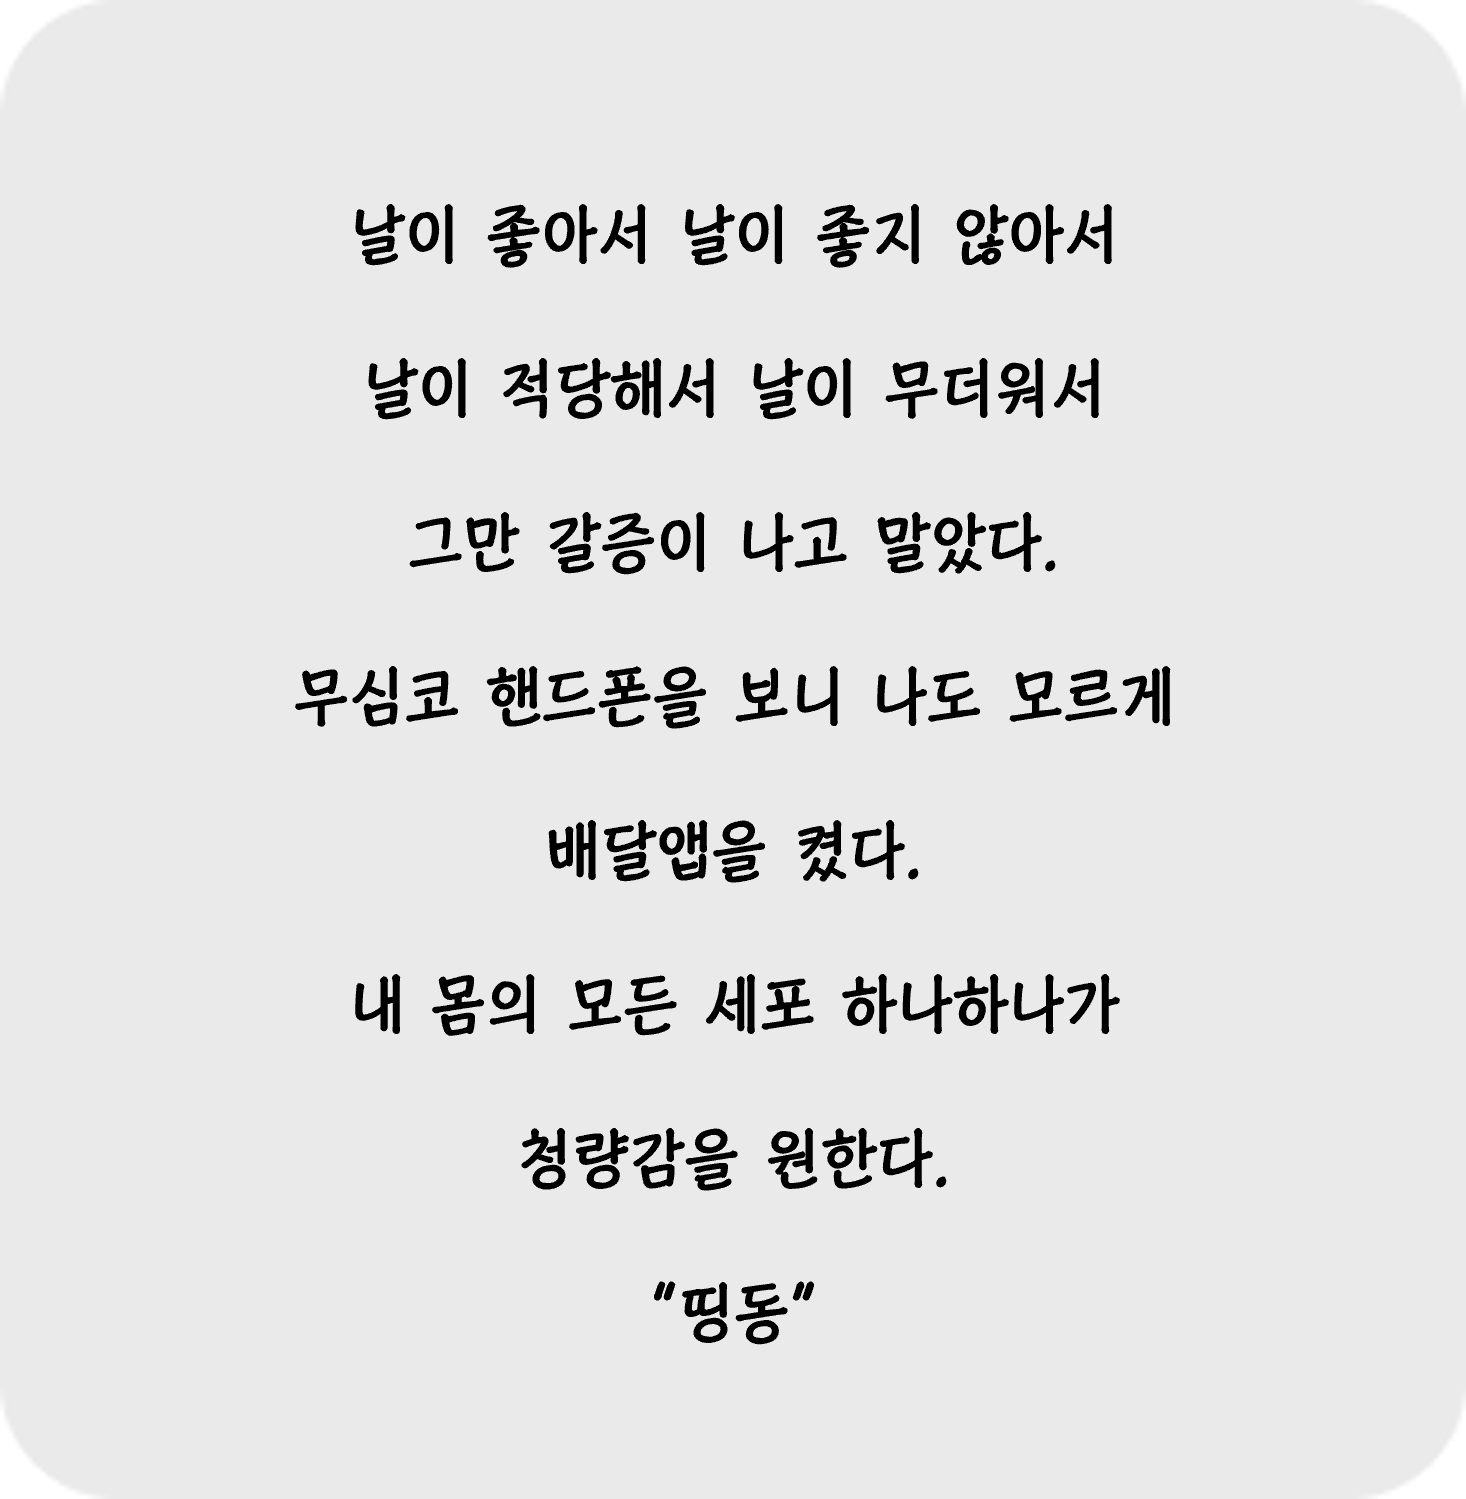 날이 좋아서 날이 좋지 않아서
날이 적당해서 날이 무더워서
그만 갈증이 나고 말았다.
무심코 핸드폰을 보니 나도 모르게
배달앱을 켰다.
내 몸의 모든 세포 하나하나가
청량감을 원한다.
"띵동"